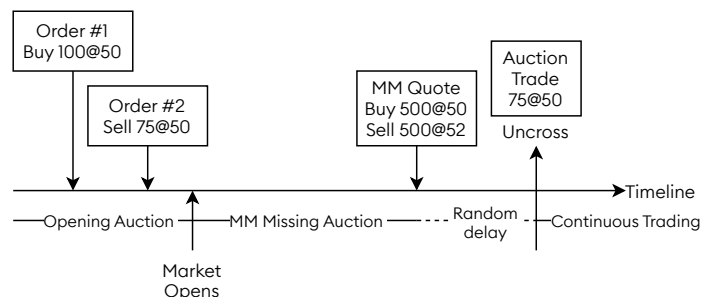 Order #1
Buy 100@50
Order #2
Sell 75@50
MM Quote
Buy 500@50
Sell 500@52
Auction
Trade
75@50
Uncross
Timeline
Opening Auction
MM Missing Auction
Random
delay
Continuous Trading
Market
Opens